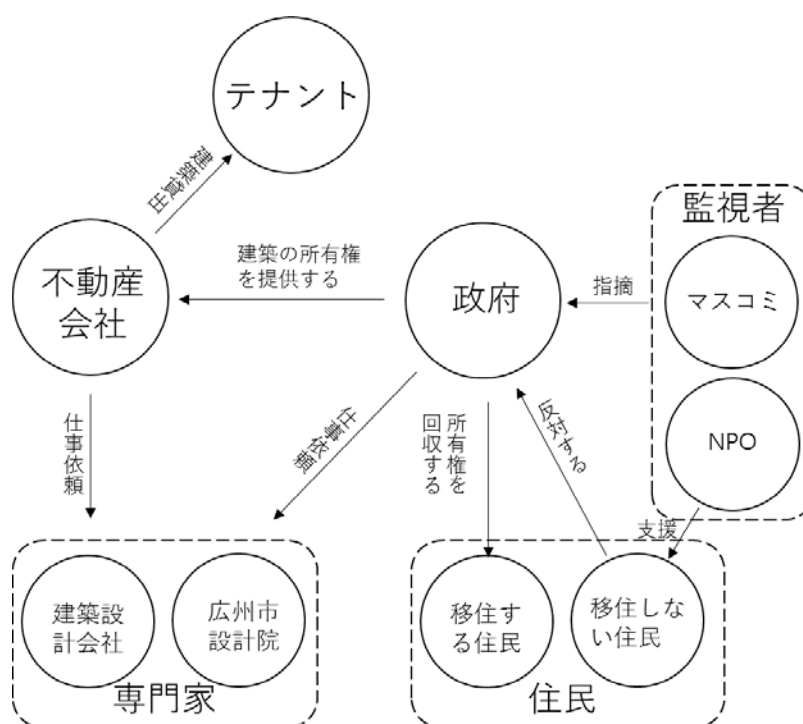 テナント
建築貸出
監視者
不動産
会社
建築の所有権
を提供する
政府
指摘
マスコミ
NPO
仕事依頼
仕事依頼
所有権を
回収する
反対する
支援
建築設
計会社
広州市
設計院
専門家
移住す
る住民
移住しな
い住民
住民